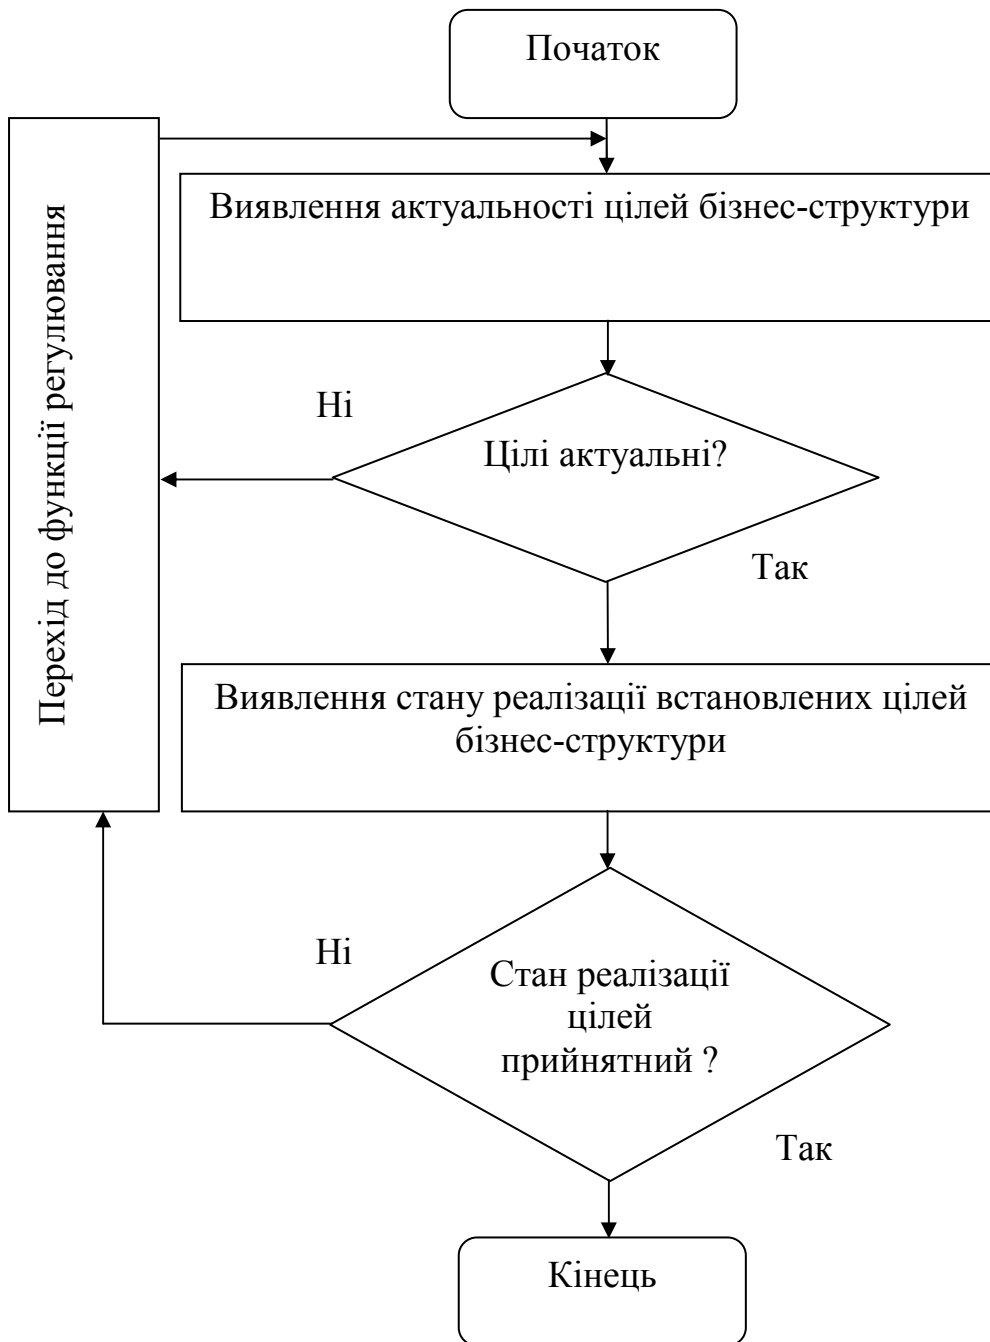 Початок
Виявлення актуальності цілей бізнес-структури
Перехід до функції регулювання
Ні
Цілі актуальні?
Так
Виявлення стану реалізації встановлених цілей
бізнес-структури
Ні
Стан реалізації
цілей
прийнятний ?
Так
Кінець